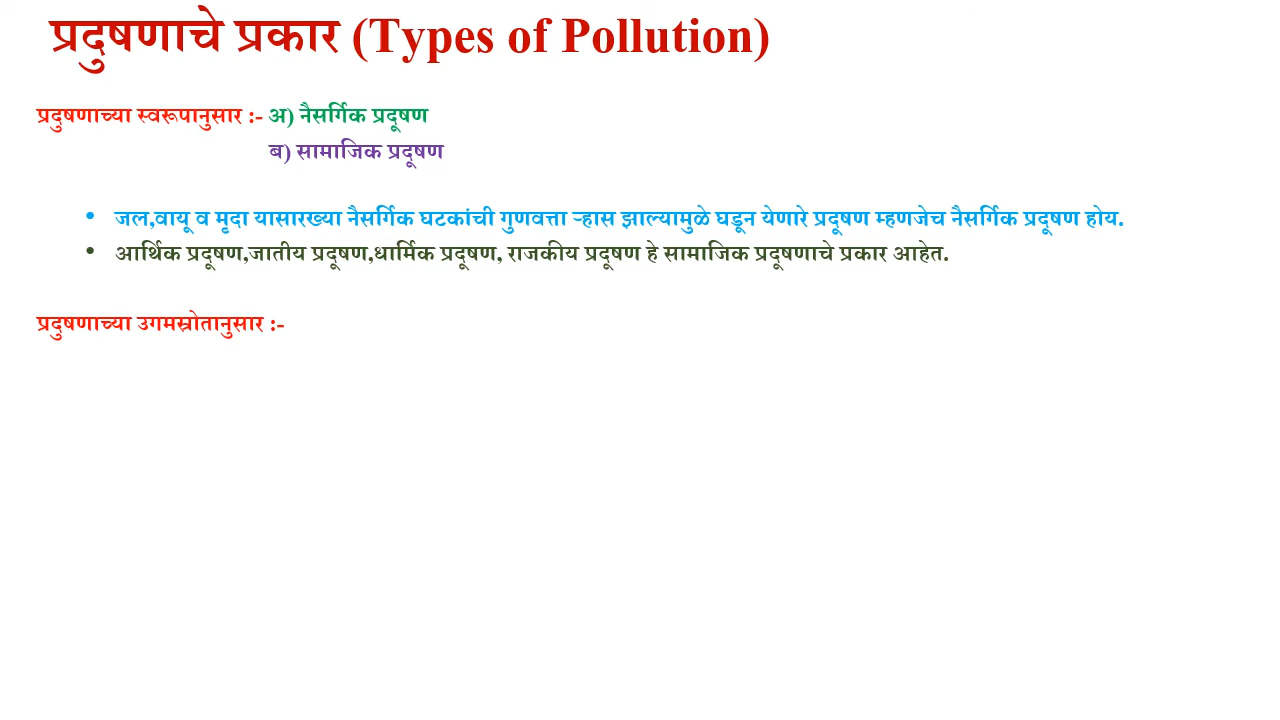 प्रदुषणाचे प्रकार (Types of Pollution)
प्रदुषणाच्या स्वरूपानुसार :- अ) नैसर्गिक प्रदूषण
ब) सामाजिक प्रदूषण
• जल,वायू व मृदा यासारख्या नैसर्गिक घटकांची गुणवत्ता ऱ्हास झाल्यामुळे घडून येणारे प्रदूषण म्हणजेच नैसर्गिक प्रदूषण होय.
• आर्थिक प्रदूषण,जातीय प्रदूषण,धार्मिक प्रदूषण, राजकीय प्रदूषण हे सामाजिक प्रदूषणाचे प्रकार आहेत.
प्रदुषणाच्या उगमस्रोतानुसार :-